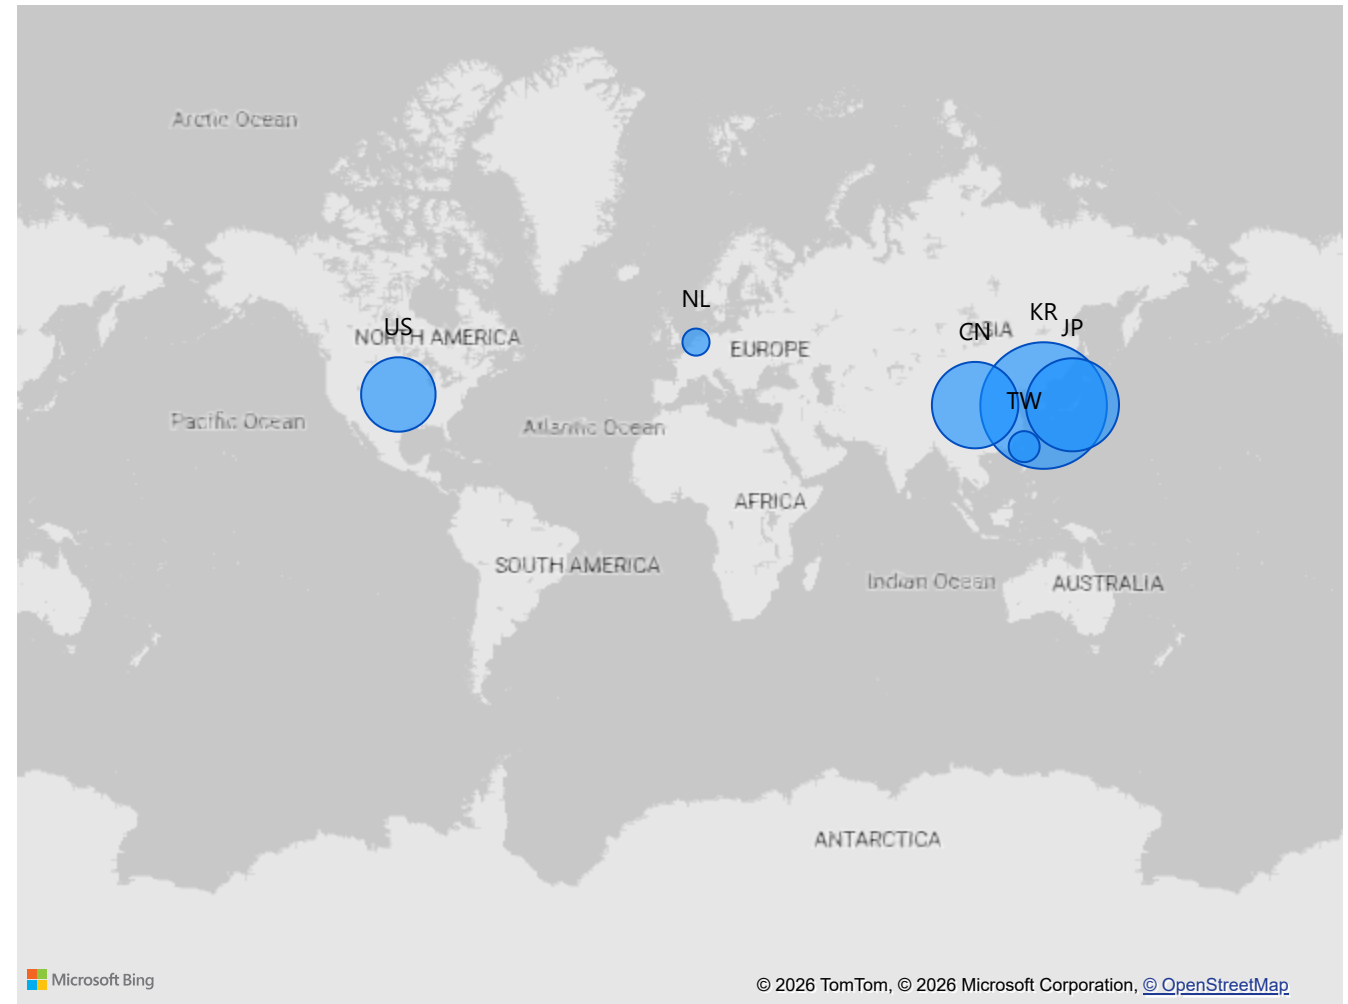 Arctic Ocean
NL
KR
JP
US
NORTH AMERICA
CN
ASIA
EUROPE
TW
Pacific Ocean
Atlantic Ocean
AFRICA
SOUTH AMERICA
Indian Ocean
AUSTRALIA
ANTARCTICA
Microsoft Bing
© 2026 TomTom, © 2026 Microsoft Corporation, © OpenStreetMap